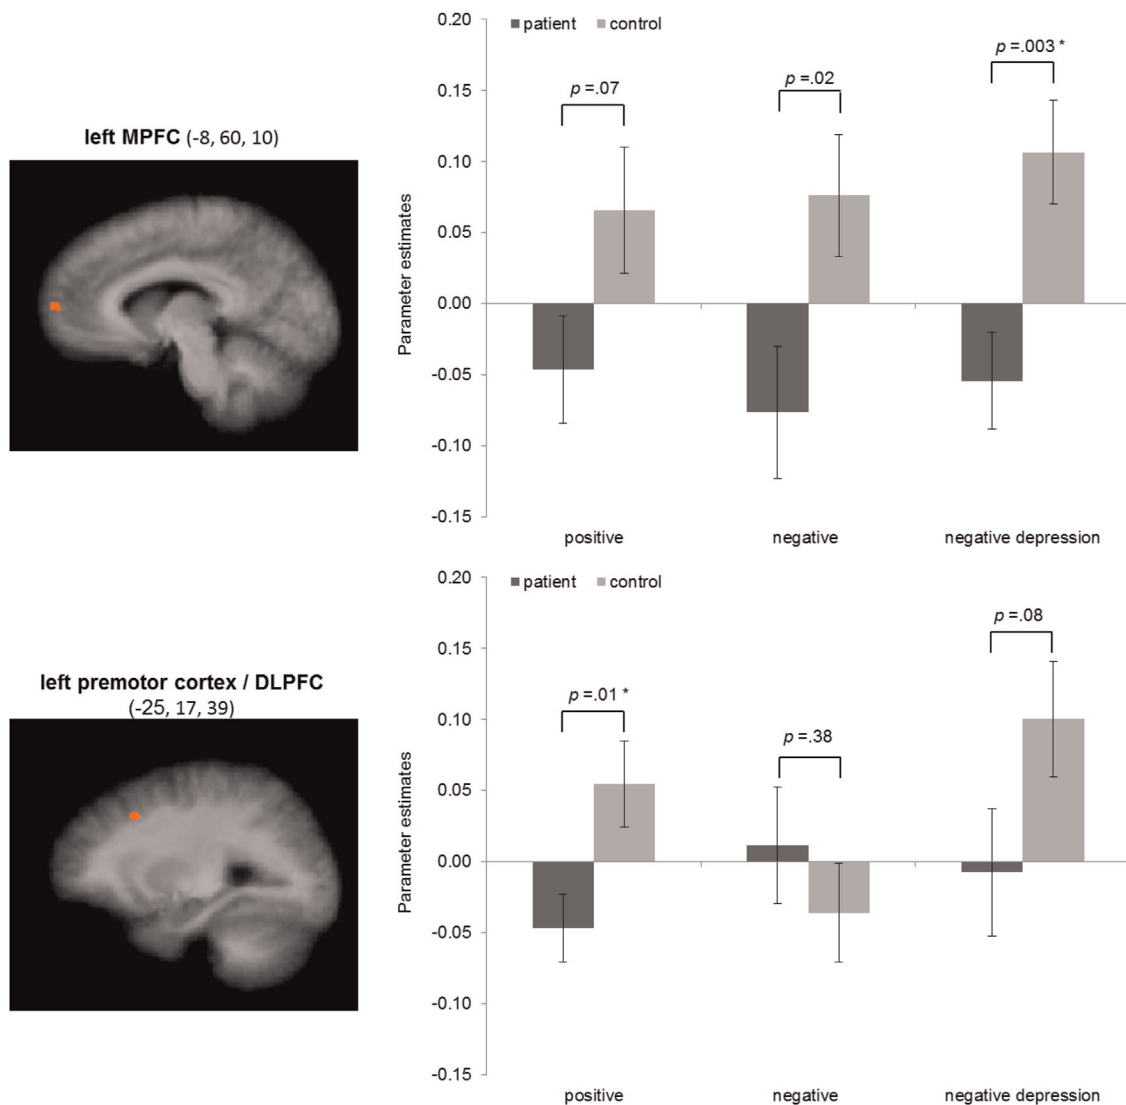 left MPFC (-8, 60, 10)
Parameter estimates
0.20
0.15
0.10
0.05
0.00
-0.05
-0.10
-0.15
patient control
p =.07
p =.02
p =.003 *
positive negative negative depression
left premotor cortex / DLPFC
(-25, 17, 39)
Parameter estimates
0.20
0.15
0.10
0.05
0.00
-0.05
-0.10
-0.15
patient control
p =.01 *
p =.38
p =.08
positive negative negative depression